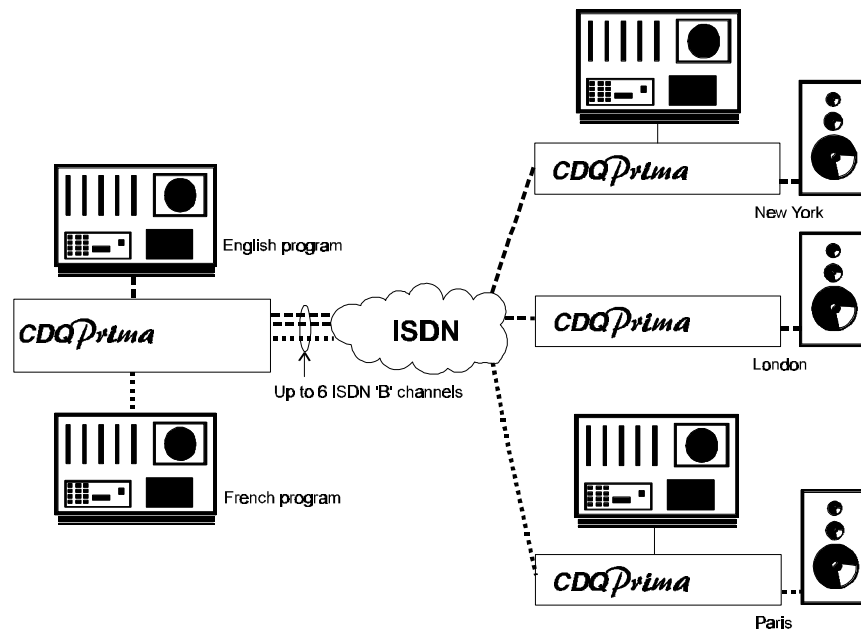 English program
CDQPrima
Up to 6 ISDN 'B' channels
French program
ISDN
CDQPrima
New York
CDQPrima
London
CDQPrima
Paris